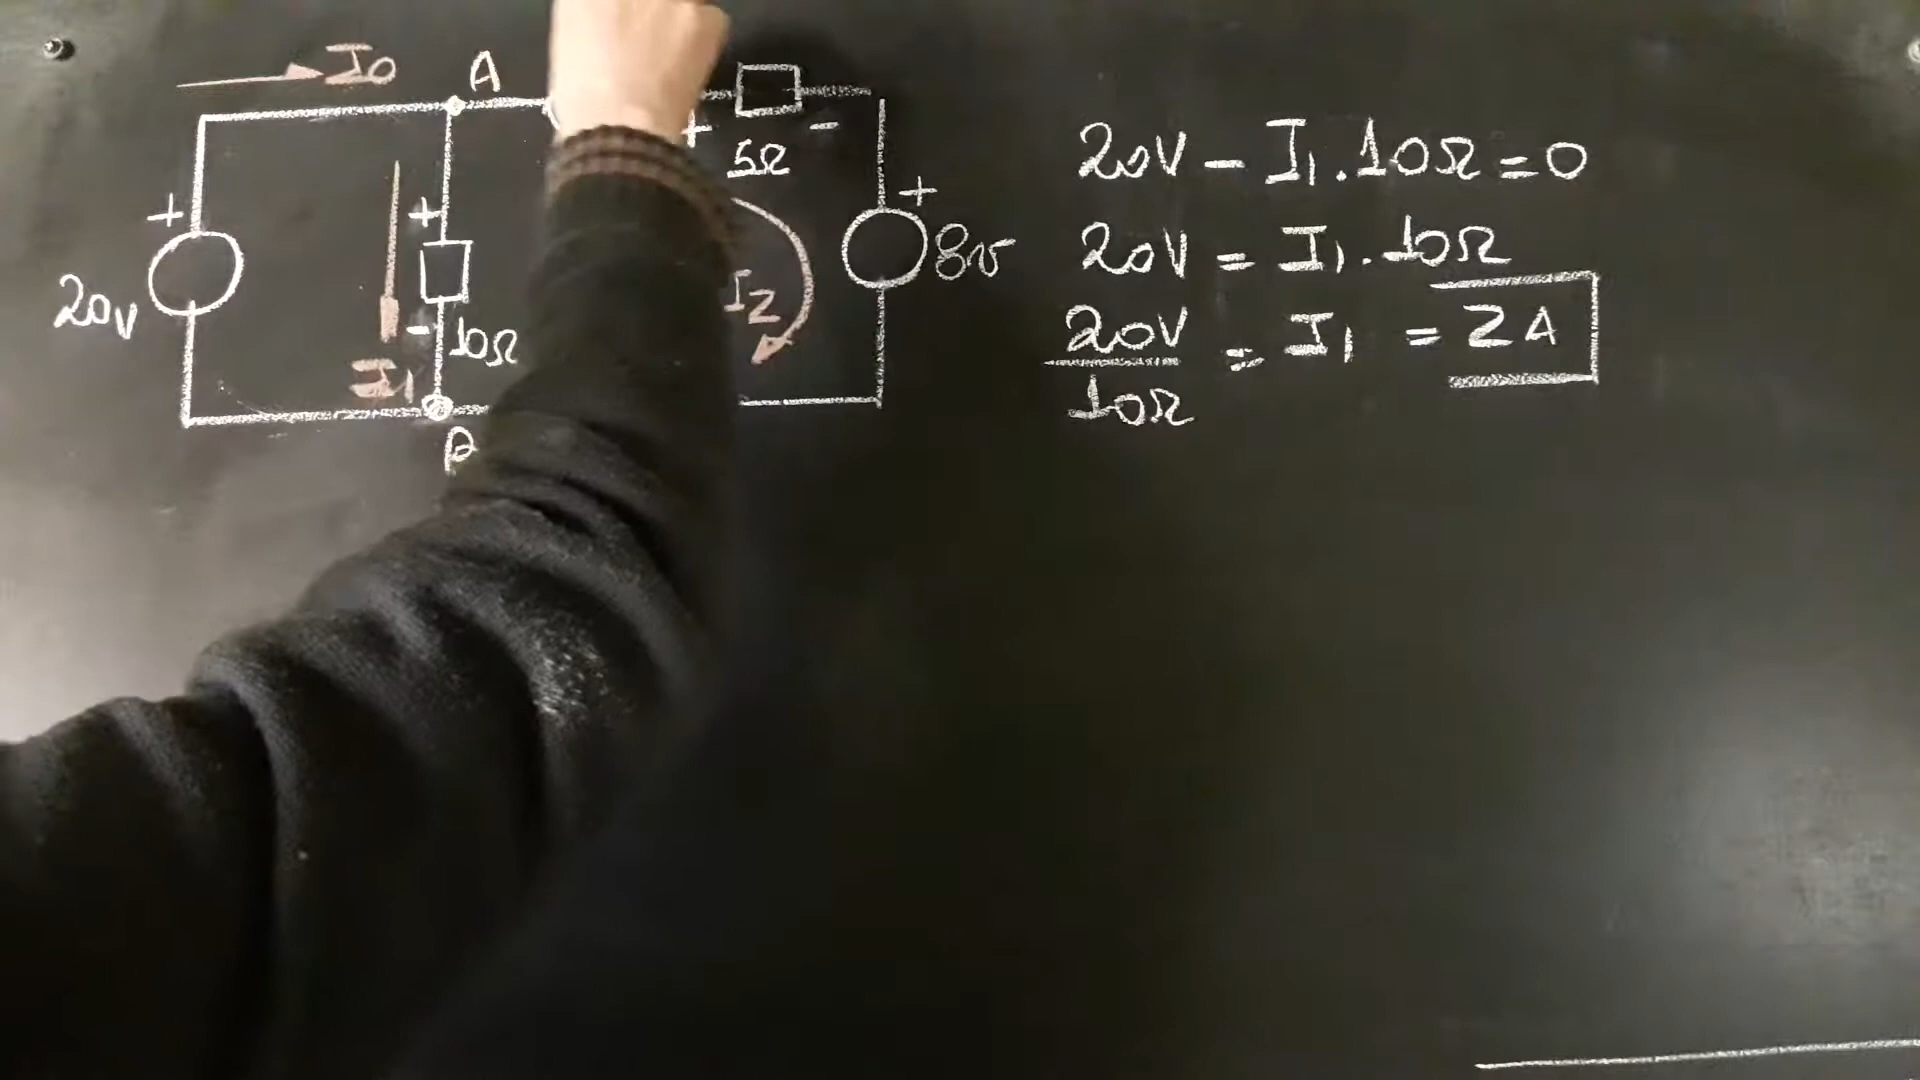 I0 A
+ -
5Ω
+ + +
20V 8v
- 10Ω
I1 I2
20V - I1 . 10Ω = 0
20V = I1 . 10Ω
20V/10Ω = I1 = 2A